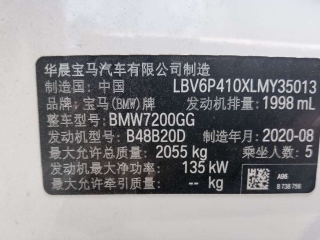 华晨宝马汽车有限公司制造
制造国：中国 LBV6P410XLMY35013
品牌：宝马(BMW)牌 发动机排量：1998 mL
整车型号：BMW7200GG
发动机型号：B48B20D 制造年月：2020-08
最大允许总质量：2055 kg 乘坐人数：5
发动机最大净功率：135 kW A96
最大允许牵引质量：-- kg 8 738 756